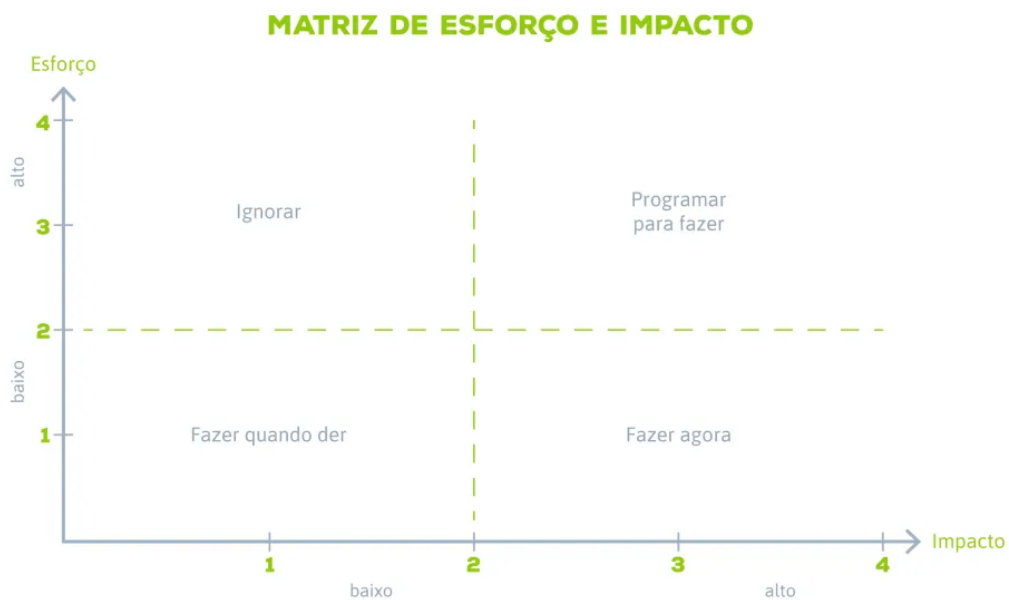 MATRIZ DE ESFORÇO E IMPACTO
Esforço
4
alto
3
2
baixo
1
Ignorar
Programar
para fazer
Fazer quando der
Fazer agora
1
2
3
4
Impacto
baixo
alto